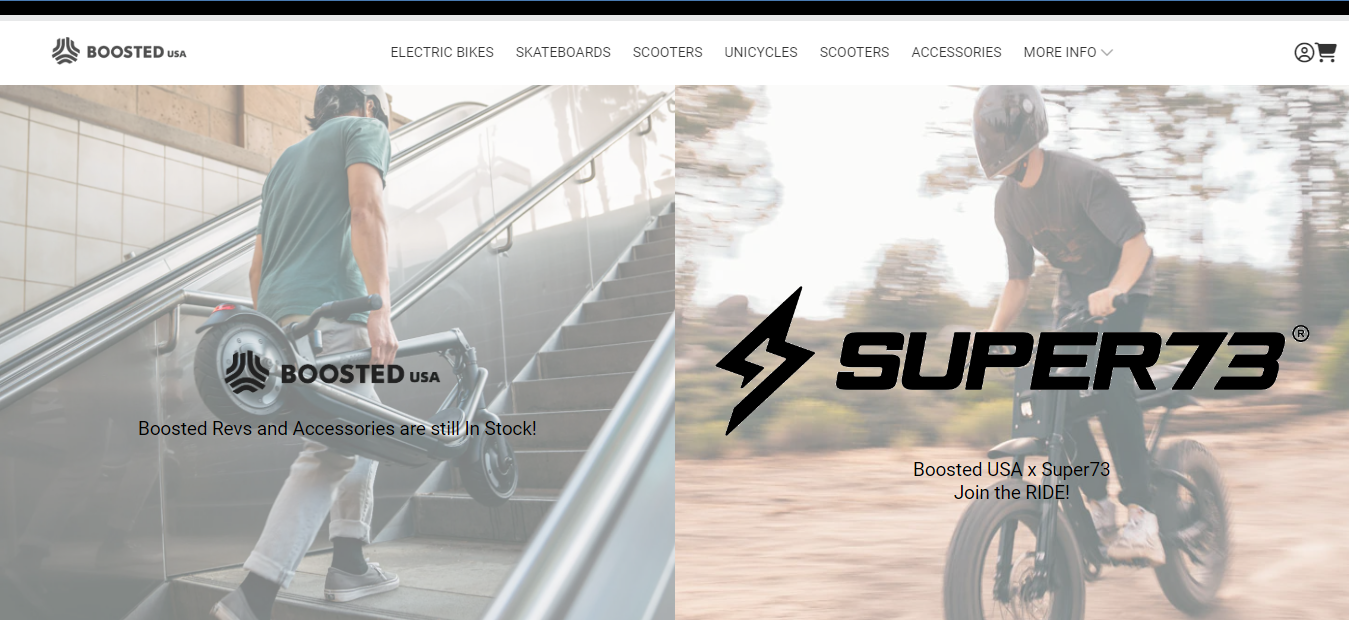 BOOSTED USA
ELECTRIC BIKES SKATEBOARDS SCOOTERS UNICYCLES SCOOTERS ACCESSORIES MORE INFO
BOOSTED USA
Boosted Revs and Accessories are still In Stock!
SUPER73®
Boosted USA x Super73
Join the RIDE!